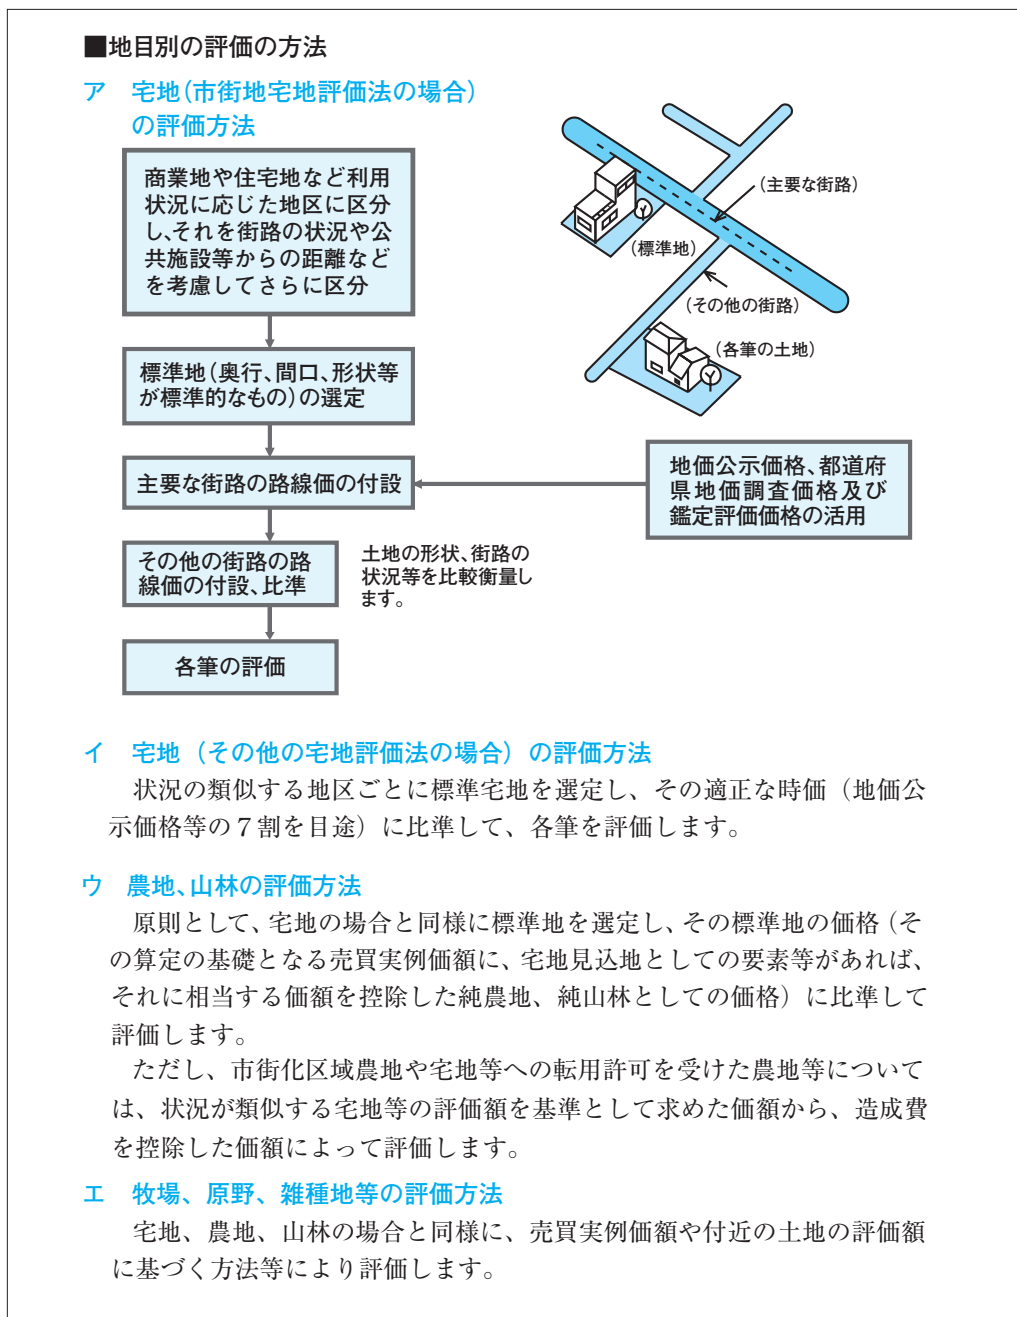 ■地目別の評価の方法
ア　宅地(市街地宅地評価法の場合)
の評価方法
商業地や住宅地など利用
状況に応じた地区に区分
し、それを街路の状況や公
共施設等からの距離など
を考慮してさらに区分
標準地(奥行、間口、形状等
が標準的なもの)の選定
主要な街路の路線価の付設
その他の街路の路
線価の付設、比準
各筆の評価
土地の形状、街路の
状況等を比較衡量し
ます。
地価公示価格、都道府
県地価調査価格及び
鑑定評価価格の活用
(主要な街路)
(標準地)
(その他の街路)
(各筆の土地)
イ　宅地（その他の宅地評価法の場合）の評価方法
状況の類似する地区ごとに標準宅地を選定し、その適正な時価（地価公
示価格等の７割を目途）に比準して、各筆を評価します。
ウ　農地、山林の評価方法
原則として、宅地の場合と同様に標準地を選定し、その標準地の価格（そ
の算定の基礎となる売買実例価額に、宅地見込地としての要素等があれば、
それに相当する価額を控除した純農地、純山林としての価格）に比準して
評価します。
ただし、市街化区域農地や宅地等への転用許可を受けた農地等について
は、状況が類似する宅地等の評価額を基準として求めた価額から、造成費
を控除した価額によって評価します。
エ　牧場、原野、雑種地等の評価方法
宅地、農地、山林の場合と同様に、売買実例価額や付近の土地の評価額
に基づく方法等により評価します。